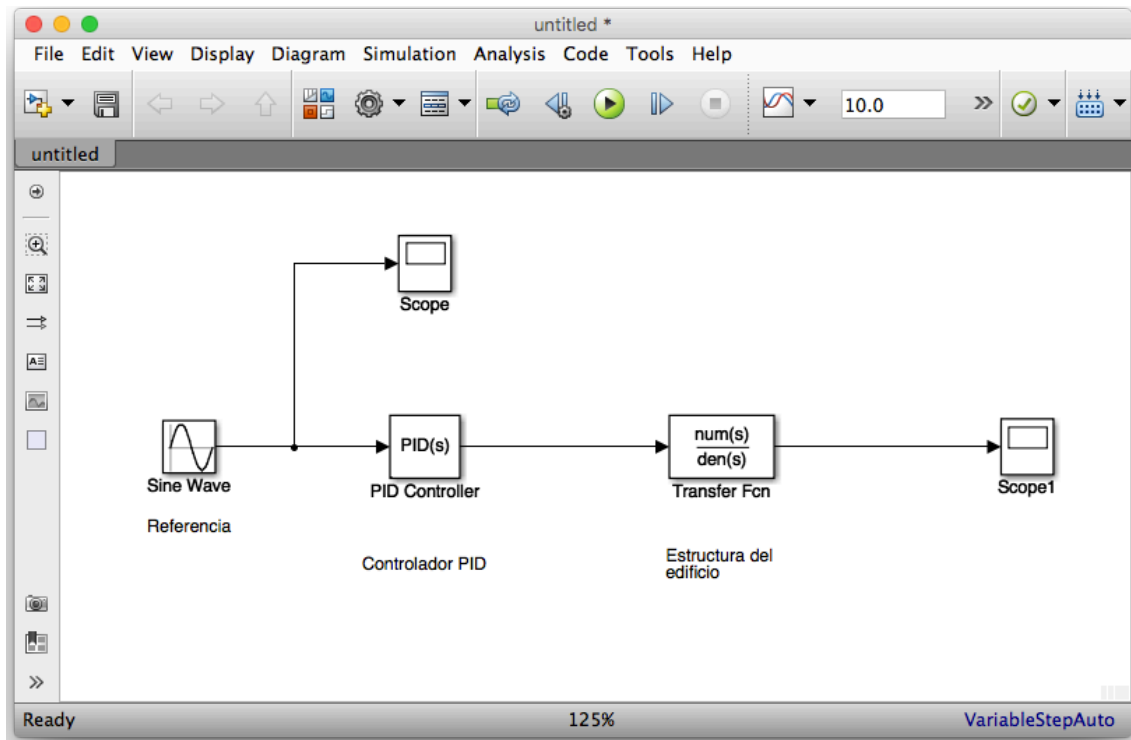 untitled *
File Edit View Display Diagram Simulation Analysis Code Tools Help
10.0
untitled
Scope
PID(s)
num(s)
den(s)
Sine Wave
PID Controller
Transfer Fcn
Scope1
Referencia
Controlador PID
Estructura del
edificio
Ready
125%
VariableStepAuto